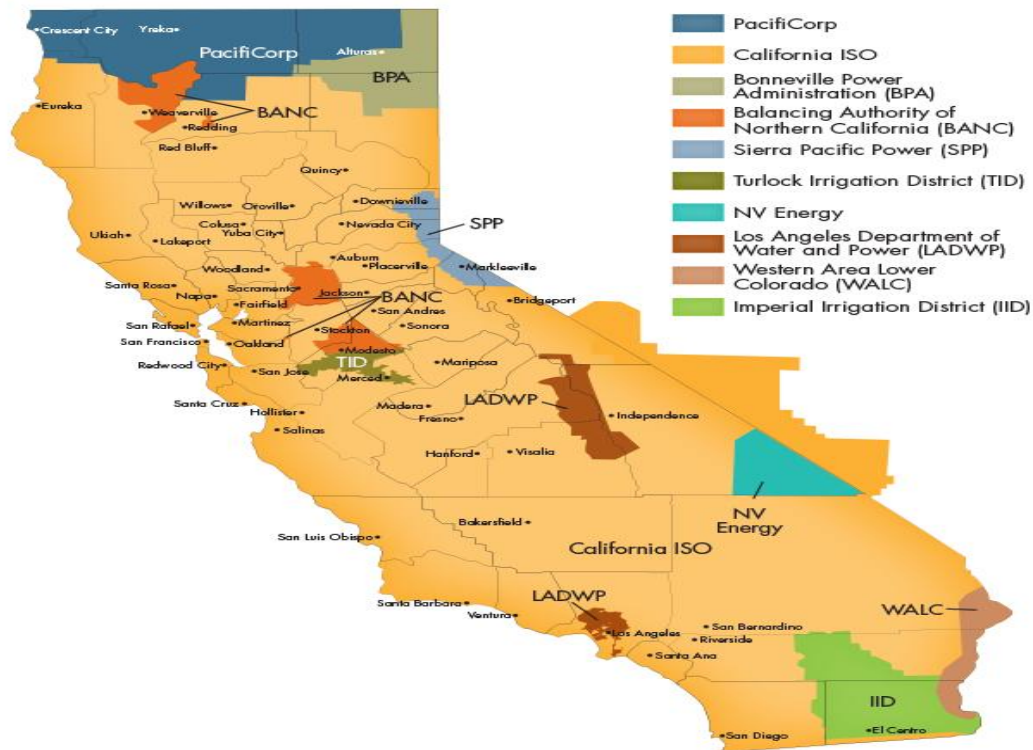 Crescent City
Yreka
PacifiCorp
Alturas
BPA
Eureka
Weaverville
BANC
Redding
Red Bluff
Quincy
Willows
Oroville
Downieville
Colusa
Nevada City
SPP
Ukiah
Yuba City
Lakeport
Auburn
Woodland
Placerville
Markleeville
Santa Rosa
Sacramento
Jackson
BANC
Napa
Fairfield
San Andres
Bridgeport
San Rafael
Martinez
Stockton
Sonora
San Francisco
Oakland
Modesto
TID
Mariposa
Redwood City
San Jose
Merced
Santa Cruz
Hollister
Madera
LADWP
Fresno
Independence
Salinas
Hanford
Visalia
NV
Energy
Bakersfield
San Luis Obispo
California ISO
Santa Barbara
Ventura
LADWP
Los Angeles
San Bernardino
Riverside
Santa Ana
WALC
IID
El Centro
San Diego
PacifiCorp
California ISO
Bonneville Power
Administration (BPA)
Balancing Authority of
Northern California (BANC)
Sierra Pacific Power (SPP)
Turlock Irrigation District (TID)
NV Energy
Los Angeles Department of
Water and Power (LADWP)
Western Area Lower
Colorado (WALC)
Imperial Irrigation District (IID)